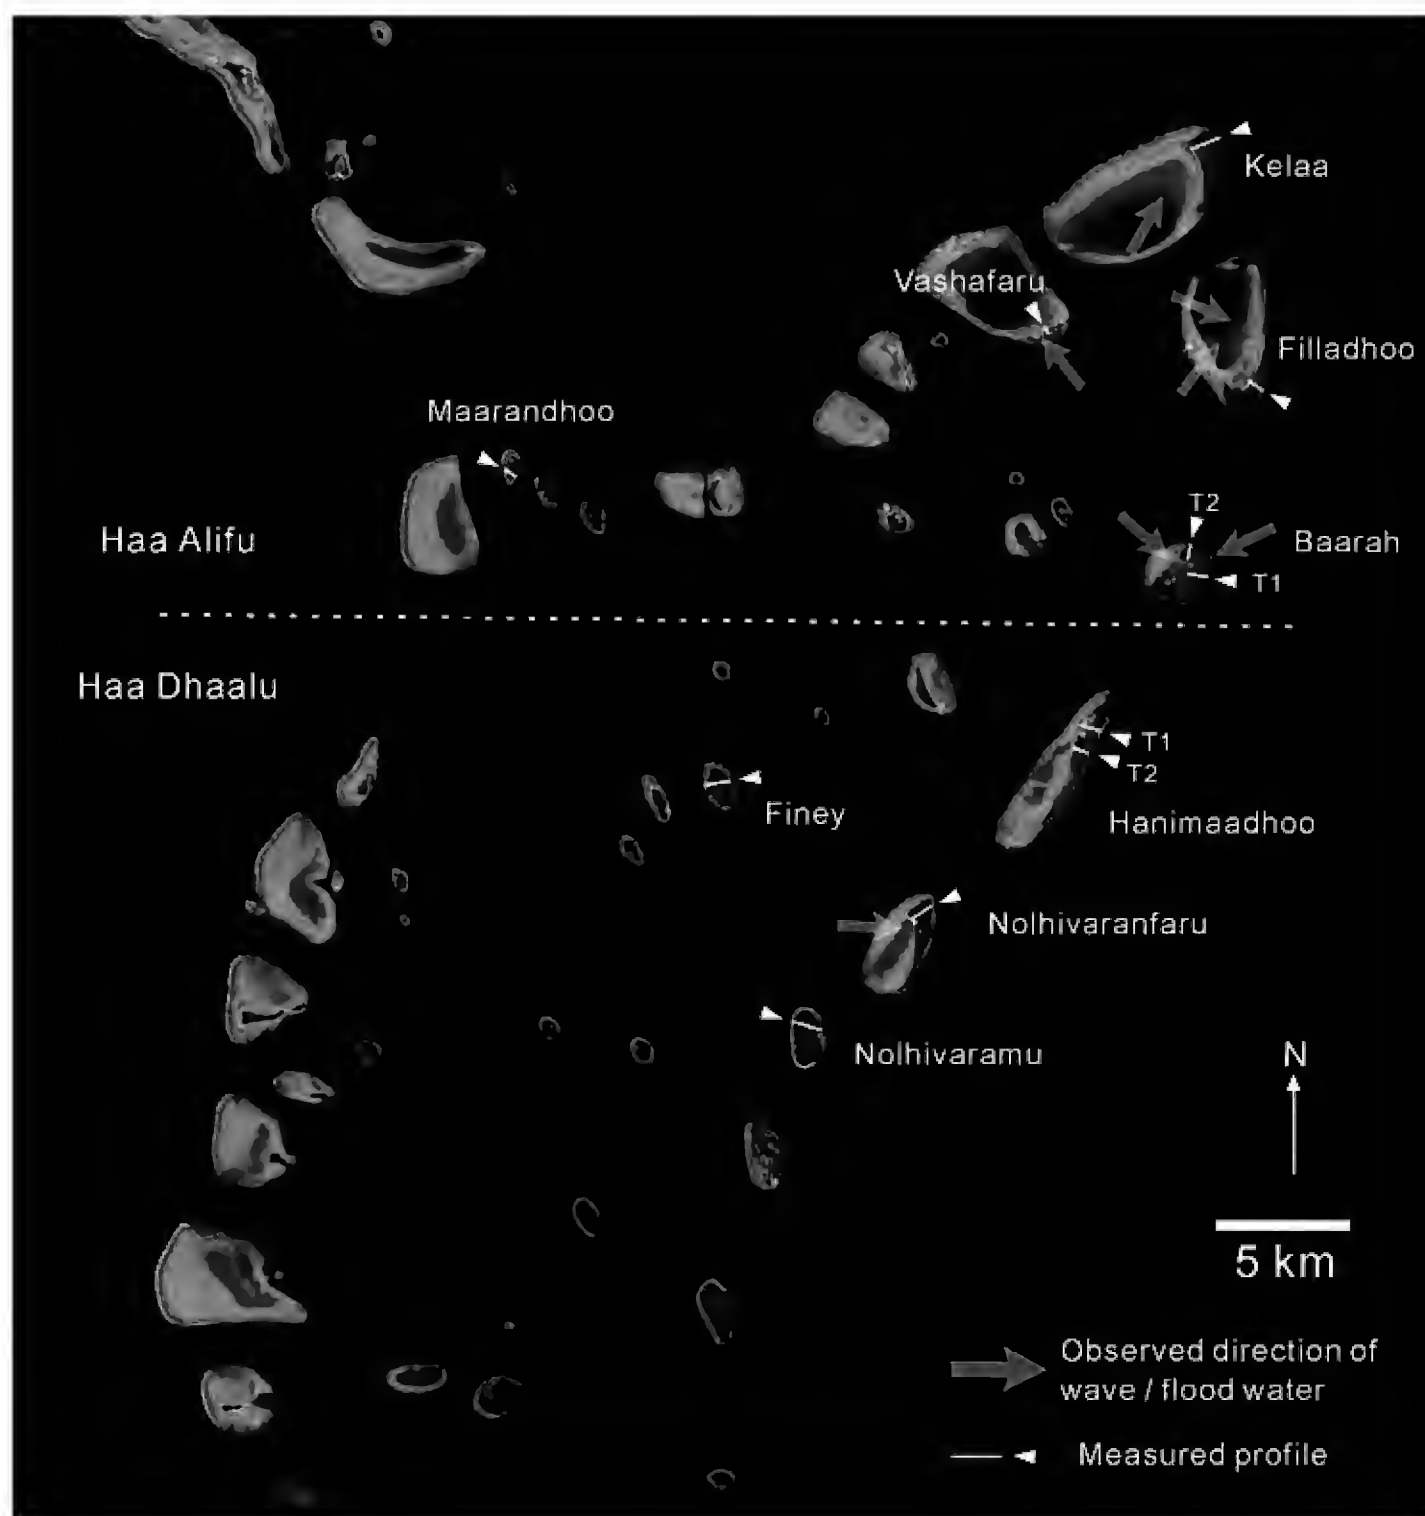 Kelaa
Vashafaru
Filladhoo
Maarandhoo
T2
Haa Alifu
Baarah
T1
Haa Dhaalu
T1
T2
Finey
Hanimaadhoo
Nolhivaranfaru
N
Nolhivaramu
5 km
Observed direction of
wave / flood water
Measured profile